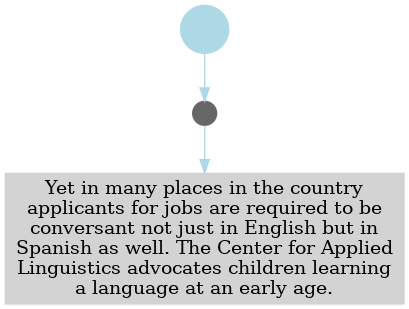 Yet in many places in the country
applicants for jobs are required to be
conversant not just in English but in
Spanish as well. The Center for Applied
Linguistics advocates children learning
a language at an early age.